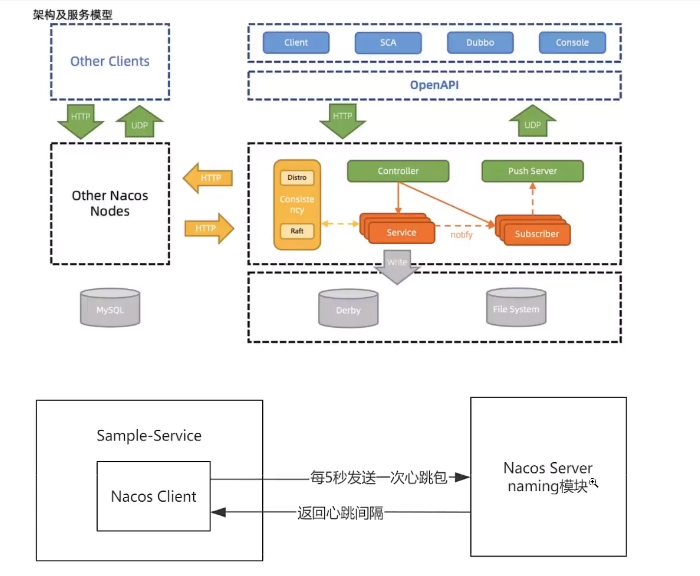 架构及服务模型
Other Clients
Client
SCA
Dubbo
Console
OpenAPI
HTTP
UDP
HTTP
UDP
Other Nacos
Nodes
HTTP
HTTP
Distro
Consiste
ncy
Raft
Controller
Push Server
Service
notify
Subscriber
Write
MySQL
Derby
File System
Sample-Service
Nacos Client
每5秒发送一次心跳包
返回心跳间隔
Nacos Server
naming模块